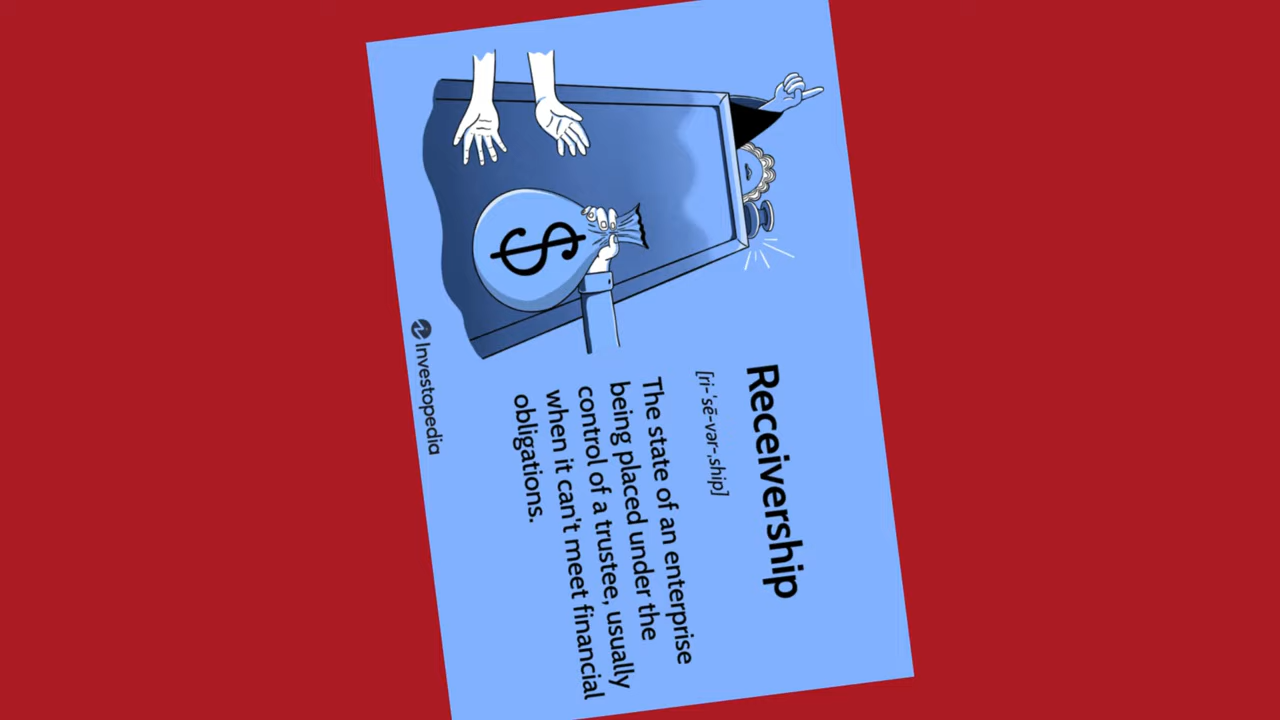 Receivership
[ri-ˈsē-vər-ˌship]
The state of an enterprise
being placed under the
control of a trustee, usually
when it can't meet financial
obligations.
$
Investopedia